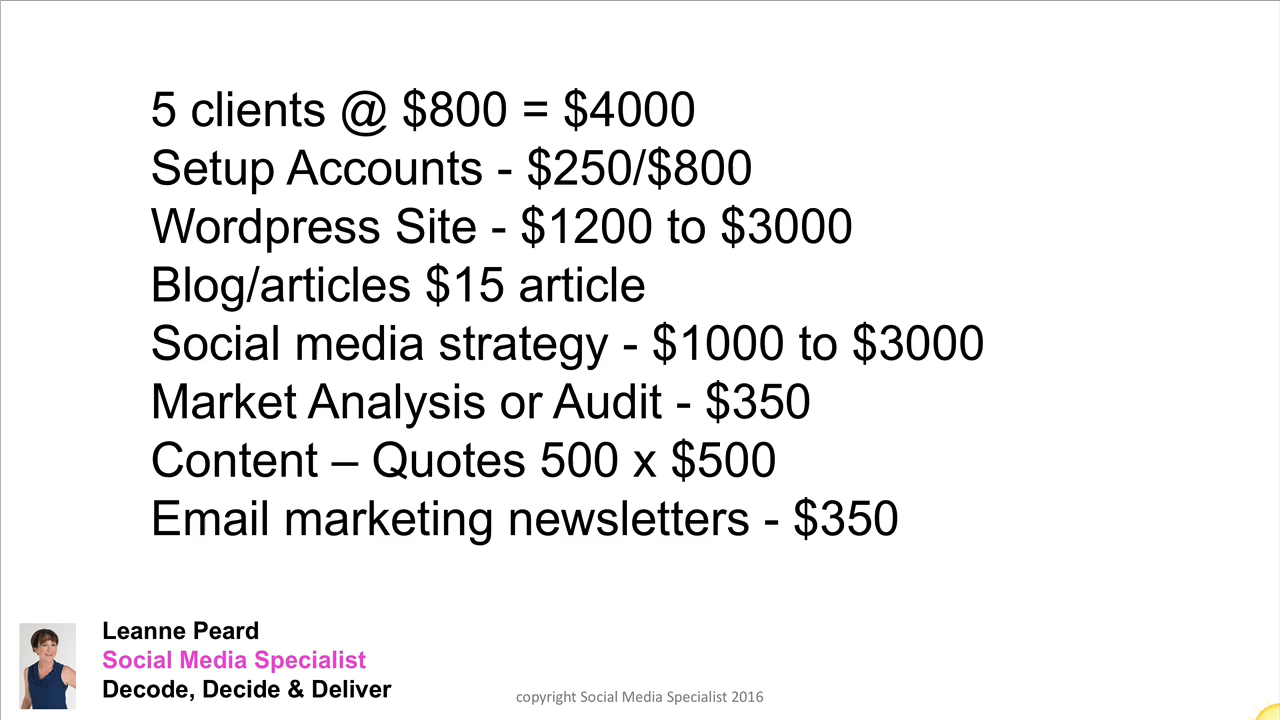 5 clients @ $800 = $4000
Setup Accounts - $250/$800
Wordpress Site - $1200 to $3000
Blog/articles $15 article
Social media strategy - $1000 to $3000
Market Analysis or Audit - $350
Content – Quotes 500 x $500
Email marketing newsletters - $350
Leanne Peard
Social Media Specialist
Decode, Decide & Deliver
copyright Social Media Specialist 2016